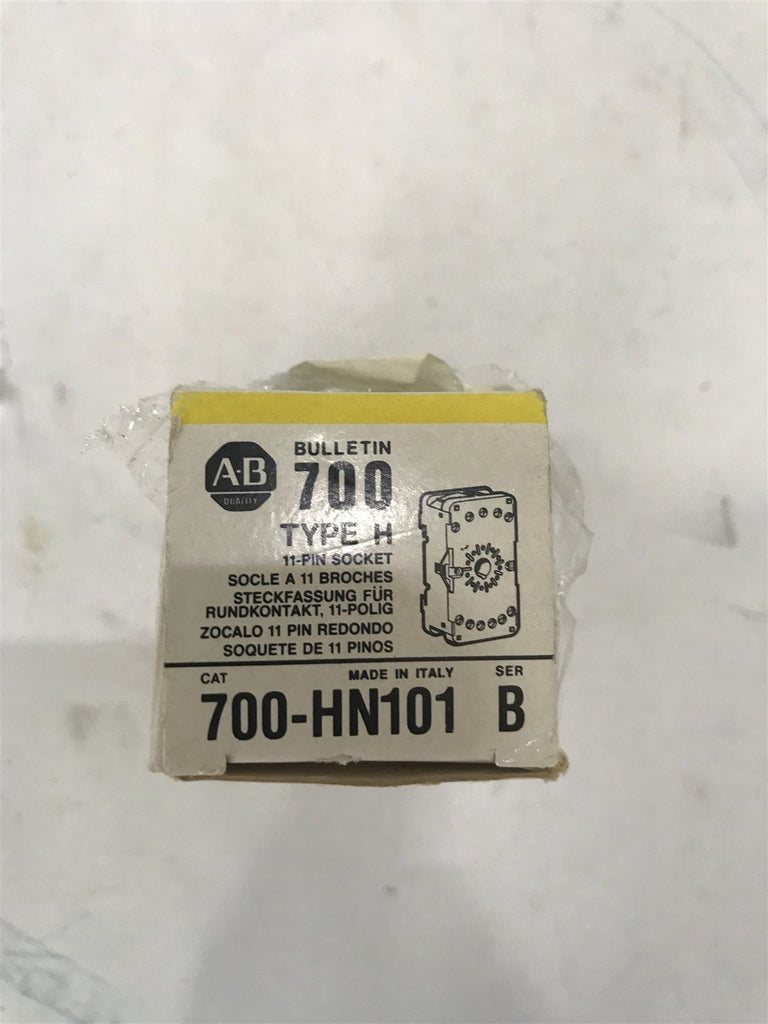 A-B
QUALITY
BULLETIN
700
TYPE H
11-PIN SOCKET
SOCLE A 11 BROCHES
STECKFASSUNG FÜR
RUNDKONTAKT, 11-POLIG
ZOCALO 11 PIN REDONDO
SOQUETE DE 11 PINOS
CAT MADE IN ITALY SER
700-HN101 B